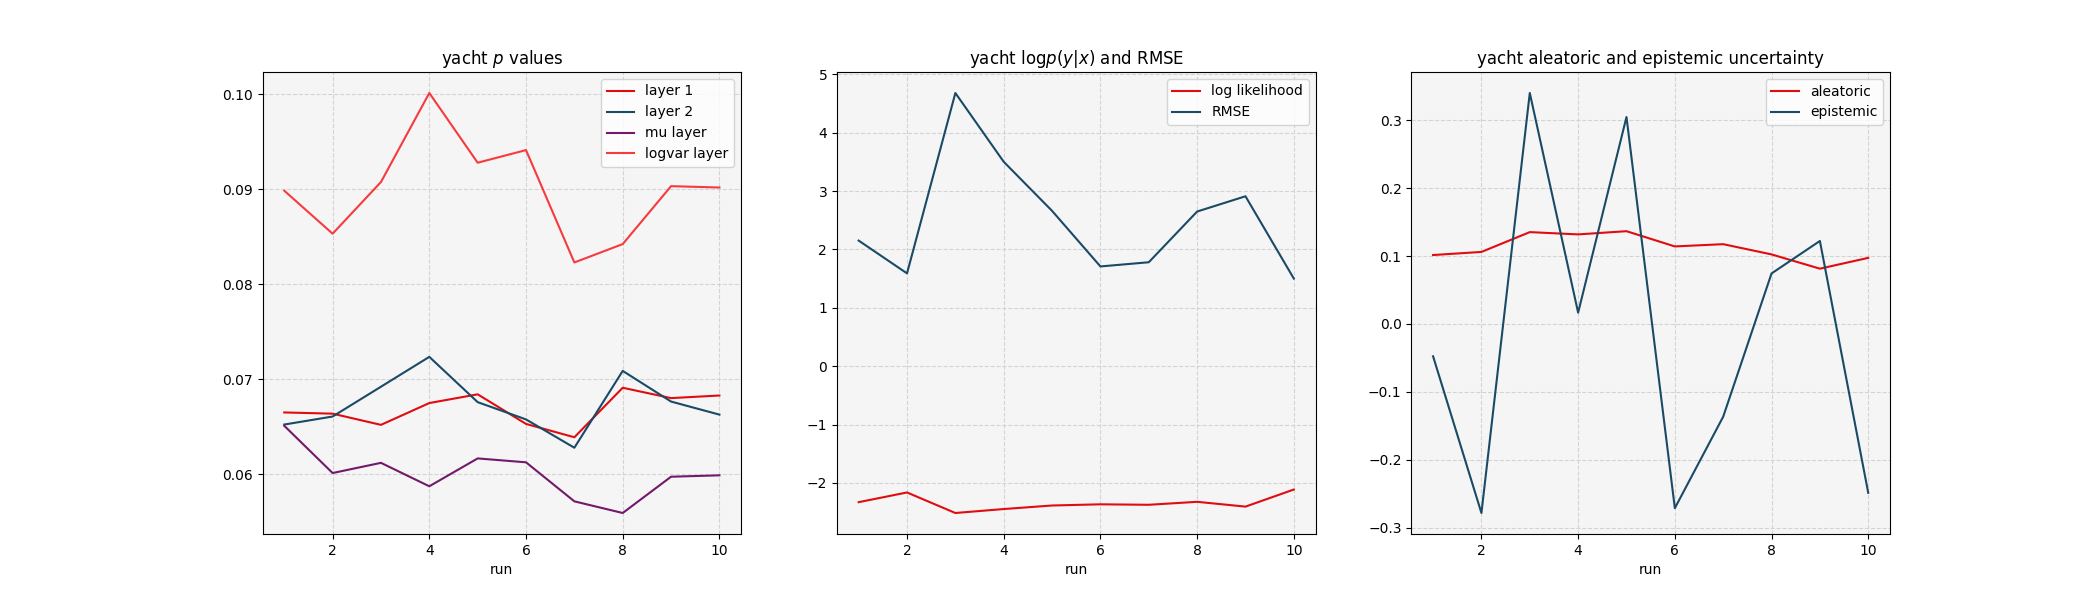 yacht p values
0.10
0.09
0.08
0.07
0.06
layer 1
layer 2
mu layer
logvar layer
2 4 6 8 10
run
yacht logp(y|x) and RMSE
5
4
3
2
1
0
−1
−2
log likelihood
RMSE
2 4 6 8 10
run
yacht aleatoric and epistemic uncertainty
0.3
0.2
0.1
0.0
−0.1
−0.2
−0.3
aleatoric
epistemic
2 4 6 8 10
run